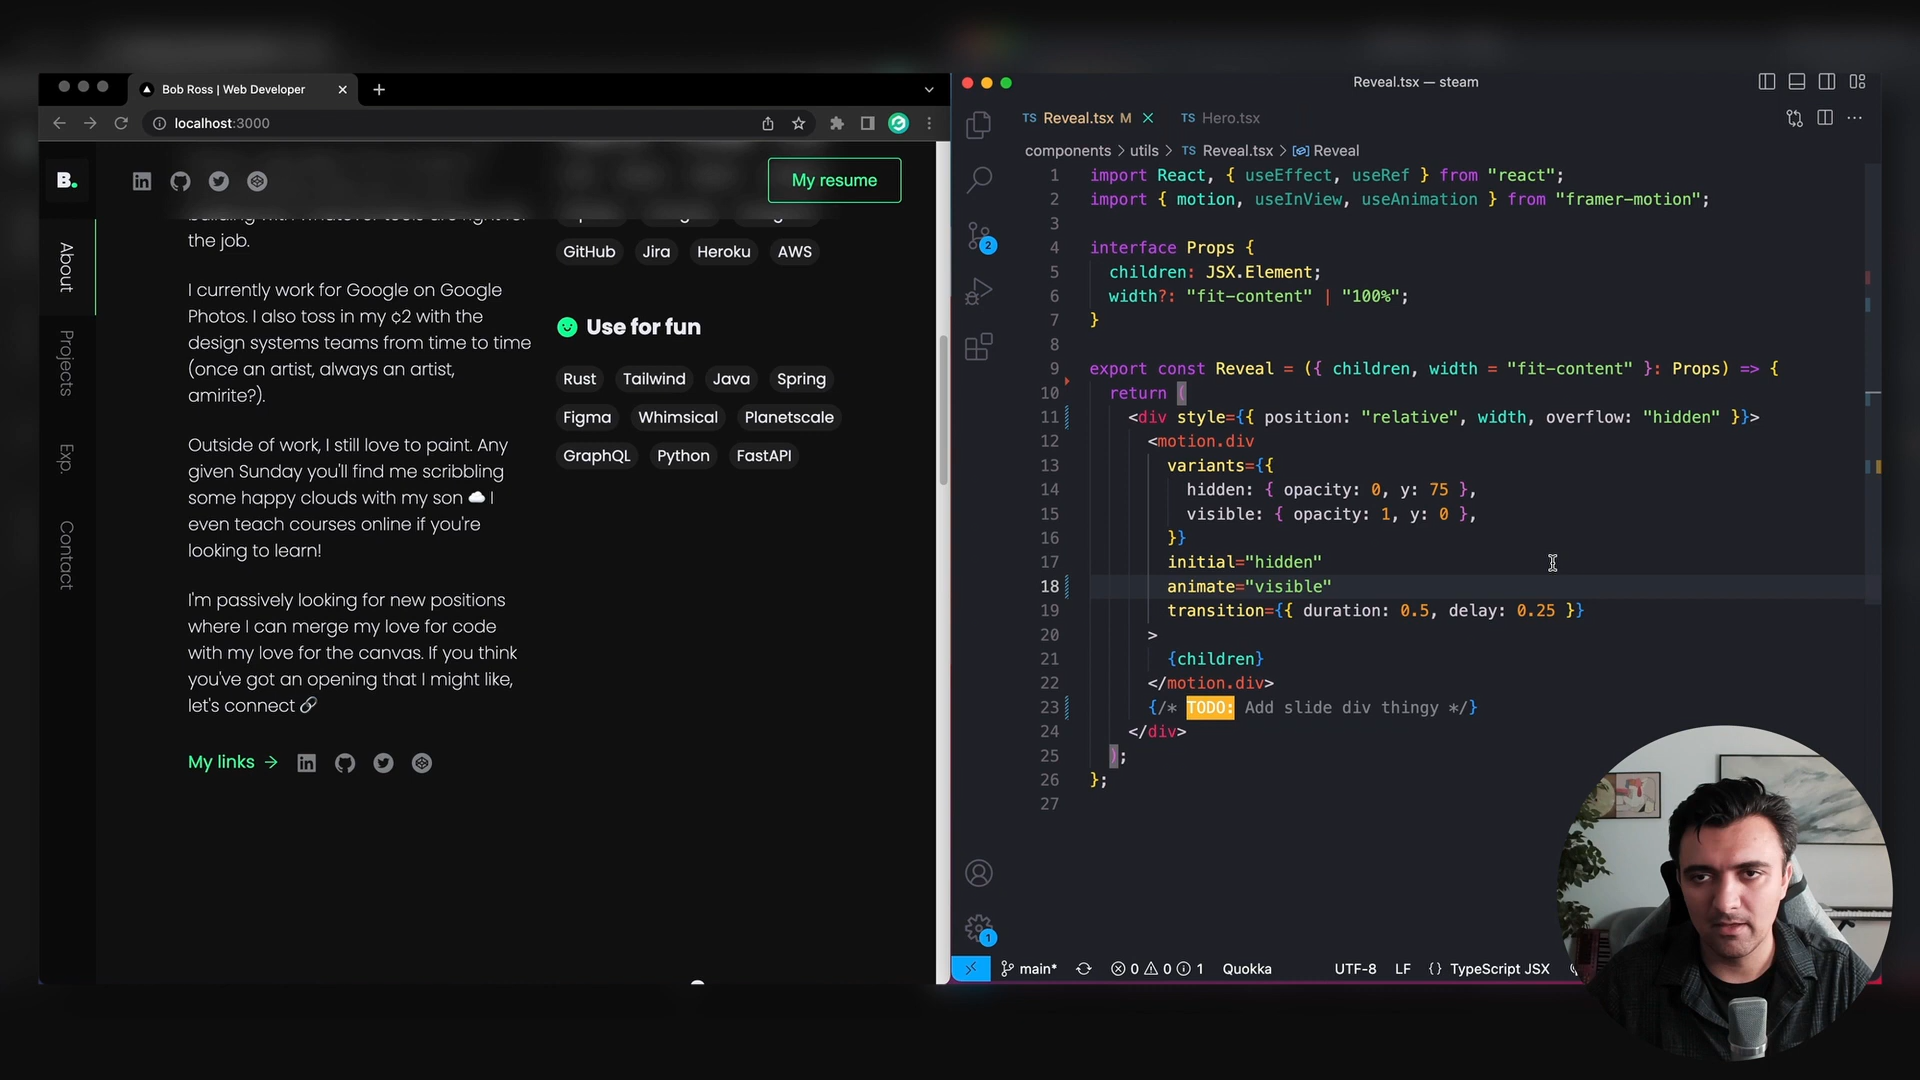 Bob Ross | Web Developer
localhost:3000
B.
My resume
About
Projects
Exp.
Contact
the job.
I currently work for Google on Google
Photos. I also toss in my ¢2 with the
design systems teams from time to time
(once an artist, always an artist,
amirite?).
Outside of work, I still love to paint. Any
given Sunday you'll find me scribbling
some happy clouds with my son ☁️ I
even teach courses online if you're
looking to learn!
I'm passively looking for new positions
where I can merge my love for code
with my love for the canvas. If you think
you've got an opening that I might like,
let's connect 🔗
My links →
GitHub Jira Heroku AWS
Use for fun
Rust Tailwind Java Spring
Figma Whimsical Planetscale
GraphQL Python FastAPI
Reveal.tsx — steam
TS Reveal.tsx M TS Hero.tsx
components > utils > TS Reveal.tsx > Reveal
1 import React, { useEffect, useRef } from "react";
2 import { motion, useInView, useAnimation } from "framer-motion";
3
4 interface Props {
5 children: JSX.Element;
6 width?: "fit-content" | "100%";
7 }
8
9 export const Reveal = ({ children, width = "fit-content" }: Props) => {
10 return (
11 <div style={{ position: "relative", width, overflow: "hidden" }}>
12 <motion.div
13 variants={{
14 hidden: { opacity: 0, y: 75 },
15 visible: { opacity: 1, y: 0 },
16 }}
17 initial="hidden"
18 animate="visible"
19 transition={{ duration: 0.5, delay: 0.25 }}
20 >
21 {children}
22 </motion.div>
23 {/* TODO: Add slide div thingy */}
24 </div>
25 );
26 };
27
2
1
main* 0 0 1 Quokka UTF-8 LF {} TypeScript JSX